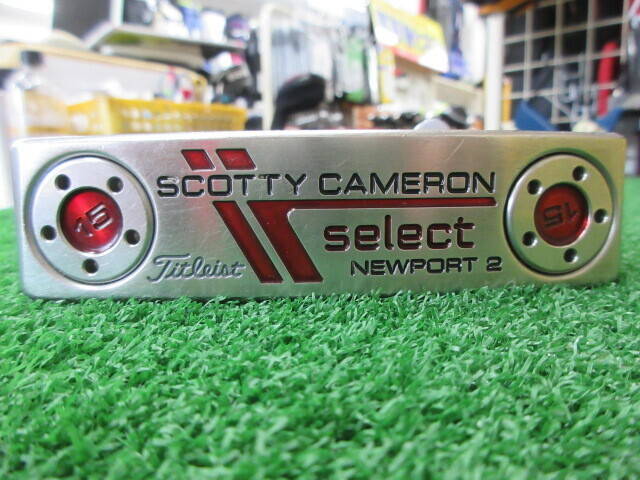 SCOTTY CAMERON
select
Titleist
NEWPORT 2
15
15